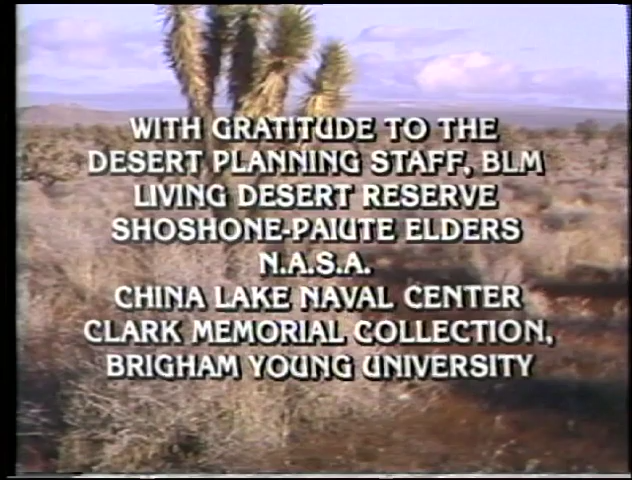 WITH GRATITUDE TO THE
DESERT PLANNING STAFF, BLM
LIVING DESERT RESERVE
SHOSHONE-PAIUTE ELDERS
N.A.S.A.
CHINA LAKE NAVAL CENTER
CLARK MEMORIAL COLLECTION,
BRIGHAM YOUNG UNIVERSITY